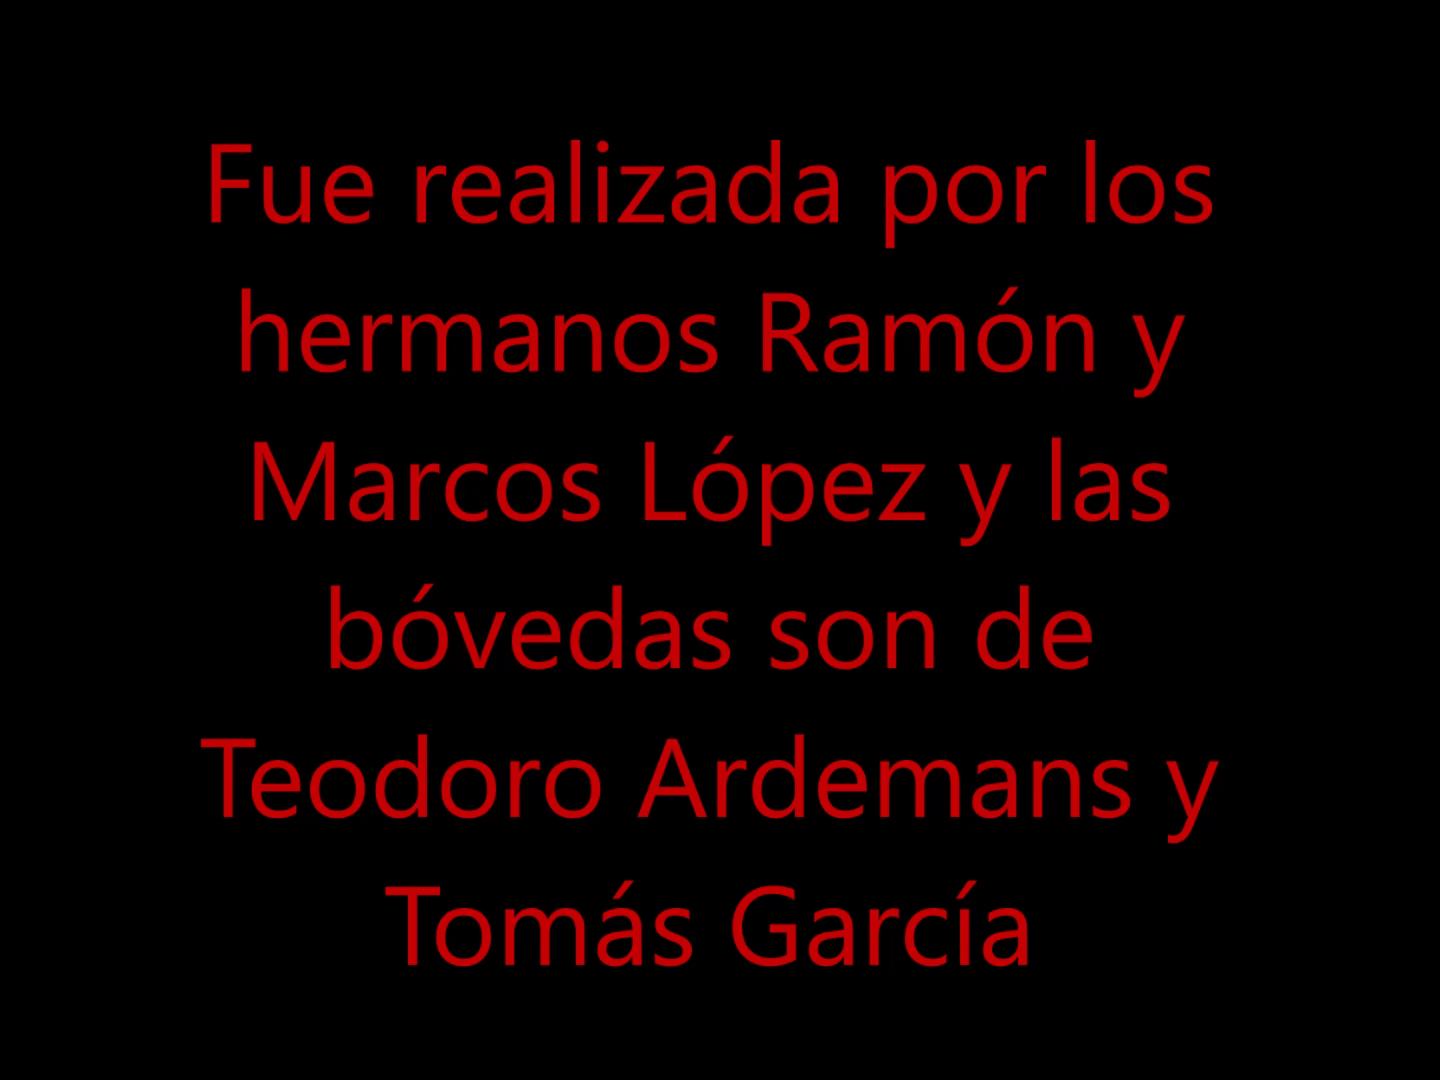 Fue realizada por los
hermanos Ramón y
Marcos López y las
bóvedas son de
Teodoro Ardemans y
Tomás García